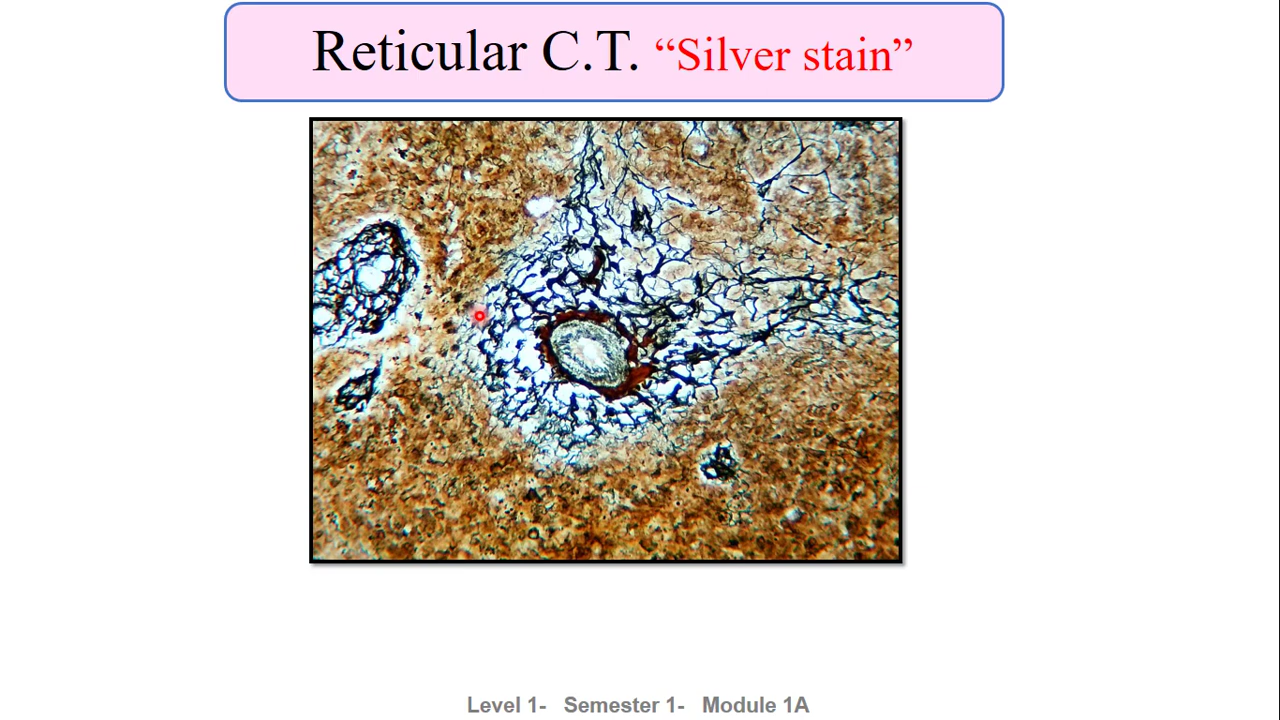 Reticular C.T. “Silver stain”
Level 1- Semester 1- Module 1A